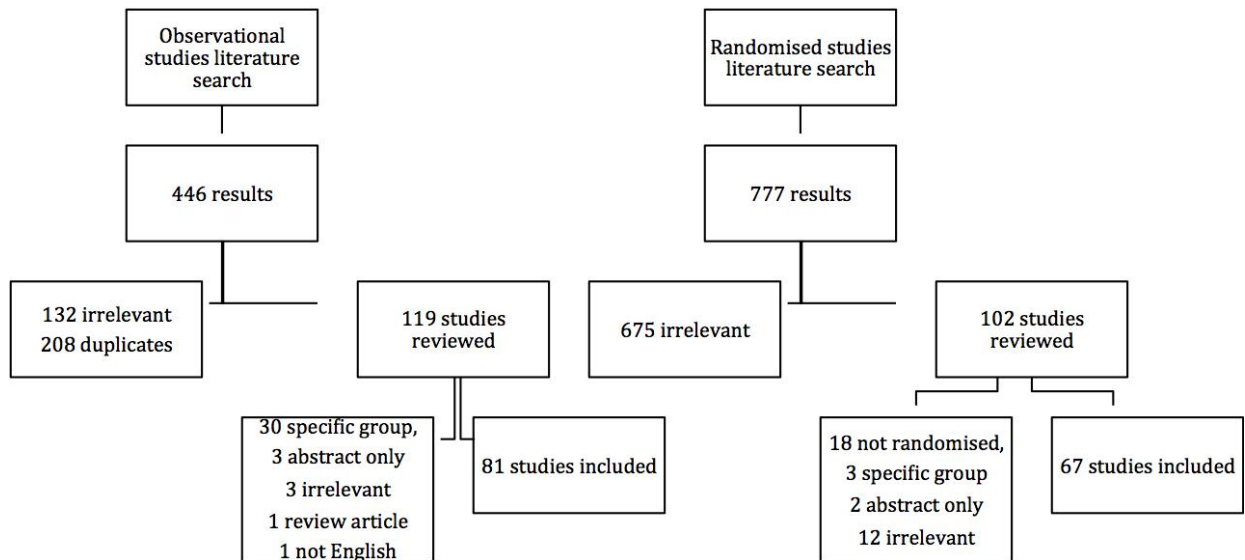 Observational
studies literature
search
446 results
132 irrelevant
208 duplicates
119 studies
reviewed
30 specific group,
3 abstract only
3 irrelevant
1 review article
1 not English
81 studies included
Randomised studies
literature search
777 results
675 irrelevant
102 studies
reviewed
18 not randomised,
3 specific group
2 abstract only
12 irrelevant
67 studies included